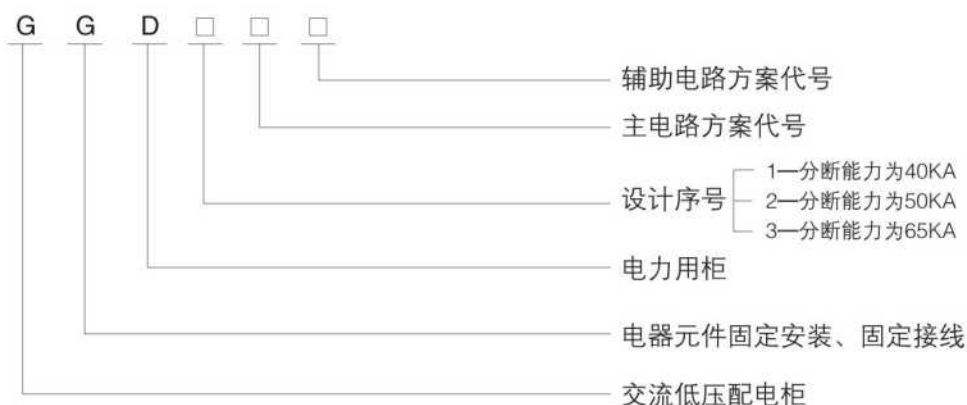 G G D □ □ □
辅助电路方案代号
主电路方案代号
设计序号
1—分断能力为40KA
2—分断能力为50KA
3—分断能力为65KA
电力用柜
电器元件固定安装、固定接线
交流低压配电柜